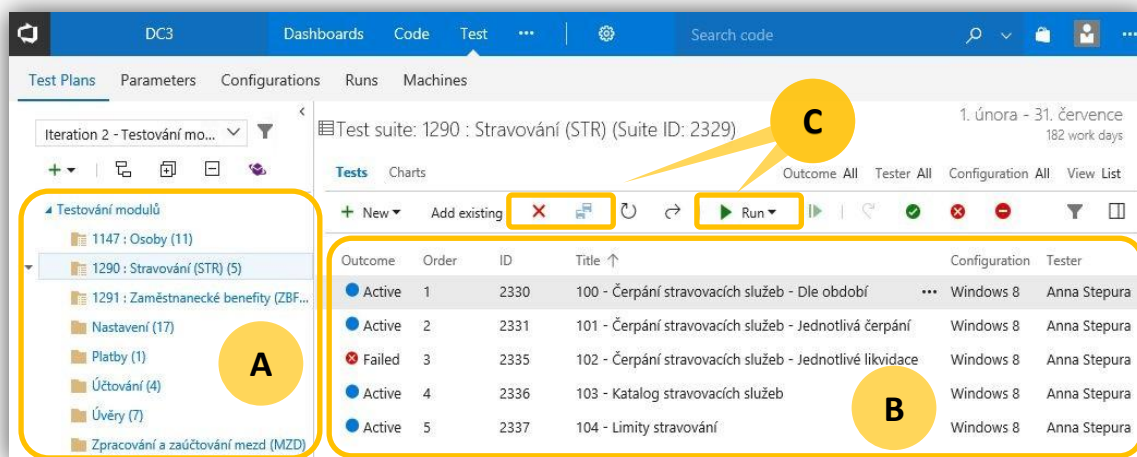 DC3 Dashboards Code Test ••• Search code •••
Test Plans Parameters Configurations Runs Machines
Iteration 2 - Testování mo...
Test suite: 1290 : Stravování (STR) (Suite ID: 2329)
C
1. února - 31. července
182 work days
Tests Charts
Outcome All Tester All Configuration All View List
+ New Add existing Run
Testování modulů
1147 : Osoby (11)
1290 : Stravování (STR) (5)
1291 : Zaměstnanecké benefity (ZBF...
Nastavení (17)
Platby (1)
Účtování (4)
Úvěry (7)
Zpracování a zaúčtování mezd (MZD)
A
Outcome Order ID Title ↑ Configuration Tester
Active 1 2330 100 - Čerpání stravovacích služeb - Dle období ••• Windows 8 Anna Stepura
Active 2 2331 101 - Čerpání stravovacích služeb - Jednotlivá čerpání Windows 8 Anna Stepura
Failed 3 2335 102 - Čerpání stravovacích služeb - Jednotlivé likvidace Windows 8 Anna Stepura
Active 4 2336 103 - Katalog stravovacích služeb Windows 8 Anna Stepura
Active 5 2337 104 - Limity stravování Windows 8 Anna Stepura
B